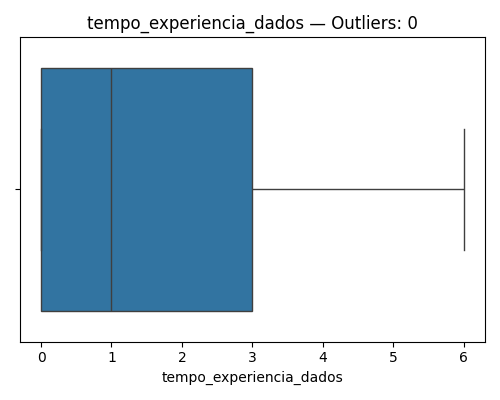 tempo_experiencia_dados — Outliers: 0
0 1 2 3 4 5 6
tempo_experiencia_dados